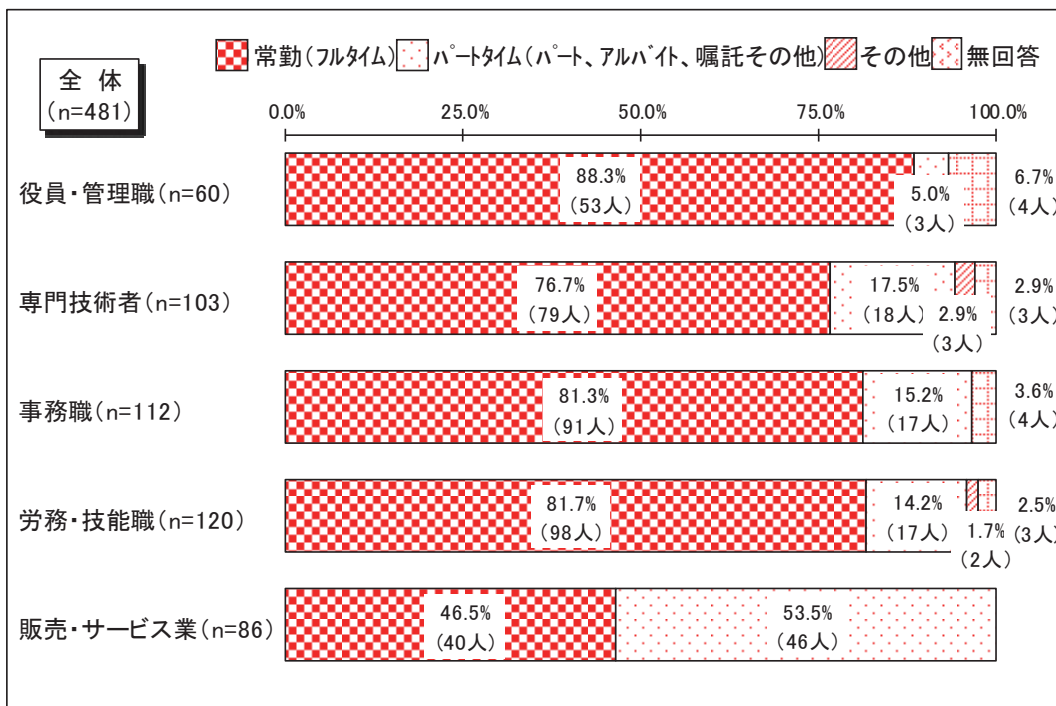 常勤(フルタイム) パートタイム(パート、アルバイト、嘱託その他) その他 無回答
全 体
(n=481)
0.0% 25.0% 50.0% 75.0% 100.0%
役員・管理職(n=60)
88.3%
(53人)
5.0%
(3人)
6.7%
(4人)
専門技術者(n=103)
76.7%
(79人)
17.5%
(18人)
2.9%
(3人)
2.9%
(3人)
事務職(n=112)
81.3%
(91人)
15.2%
(17人)
3.6%
(4人)
労務・技能職(n=120)
81.7%
(98人)
14.2%
(17人)
1.7%
(2人)
2.5%
(3人)
販売・サービス業(n=86)
46.5%
(40人)
53.5%
(46人)